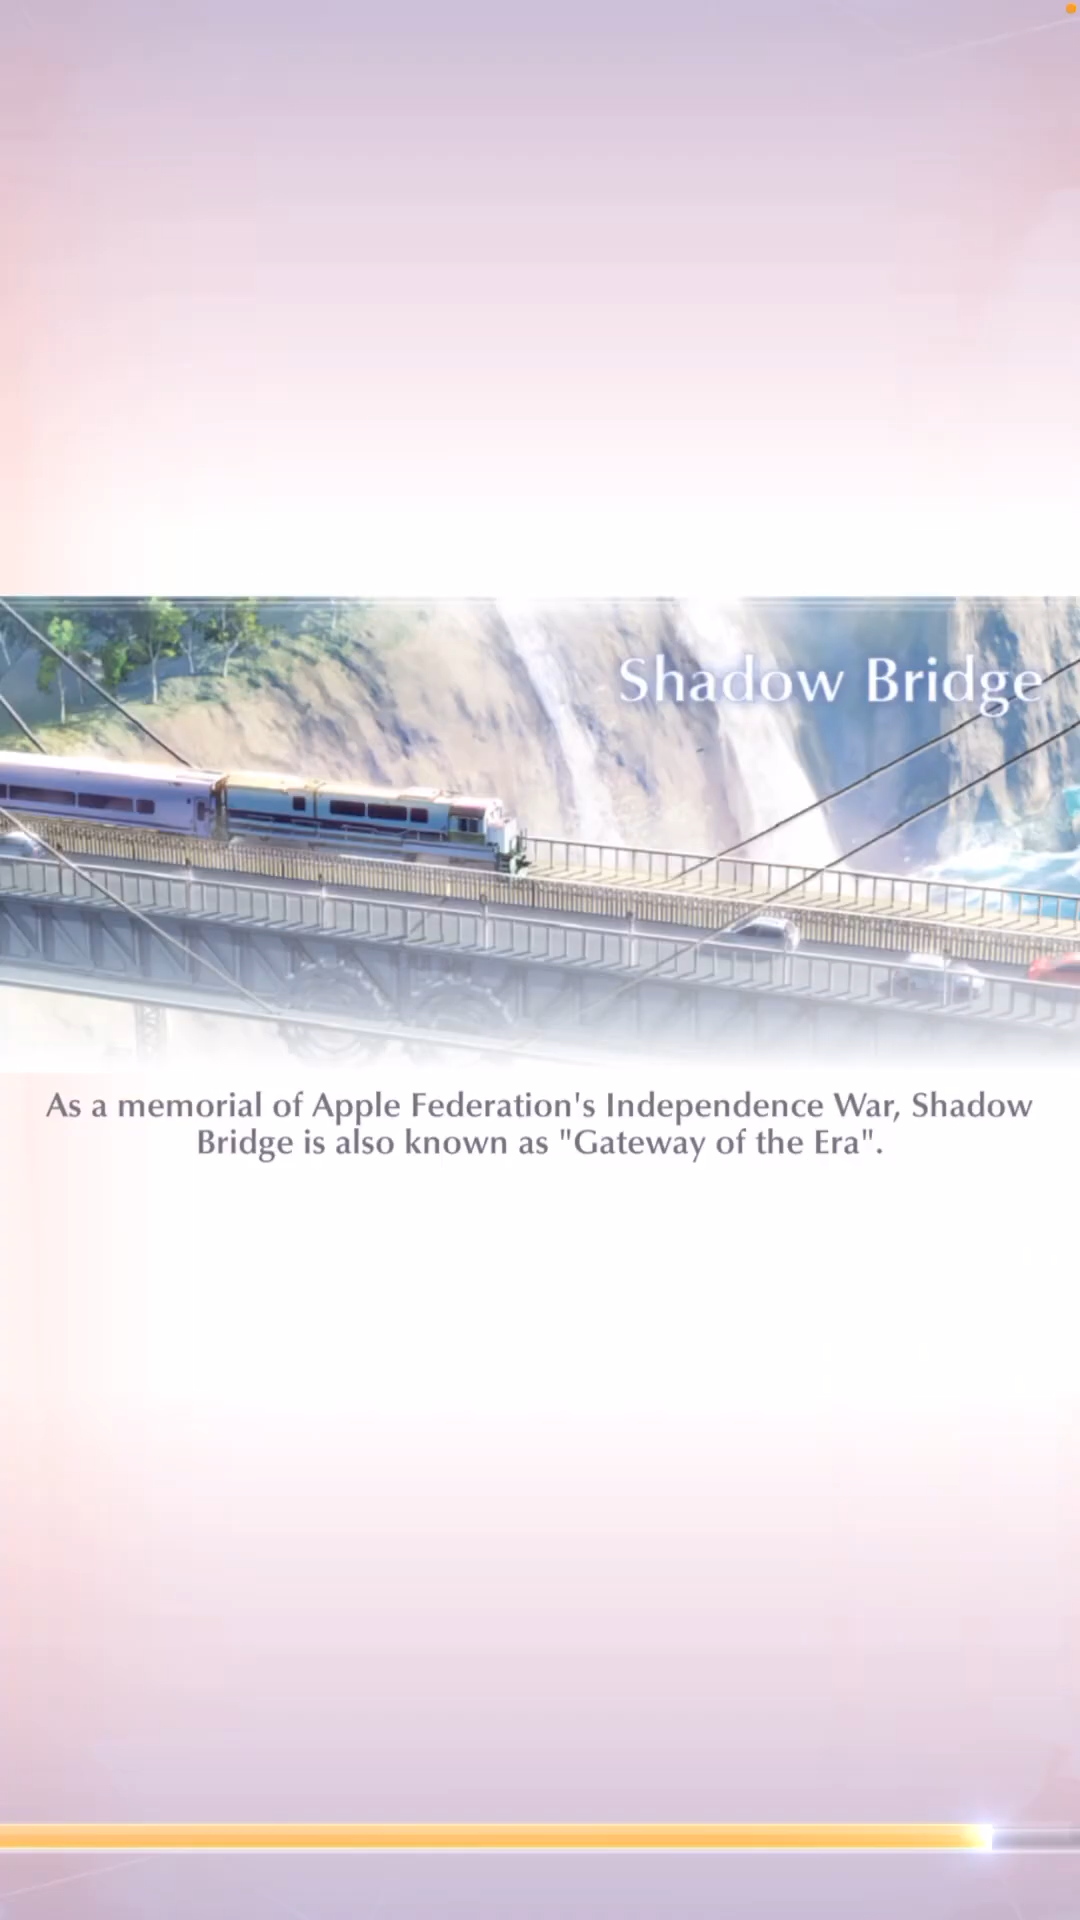 Shadow Bridge
As a memorial of Apple Federation's Independence War, Shadow
Bridge is also known as "Gateway of the Era".